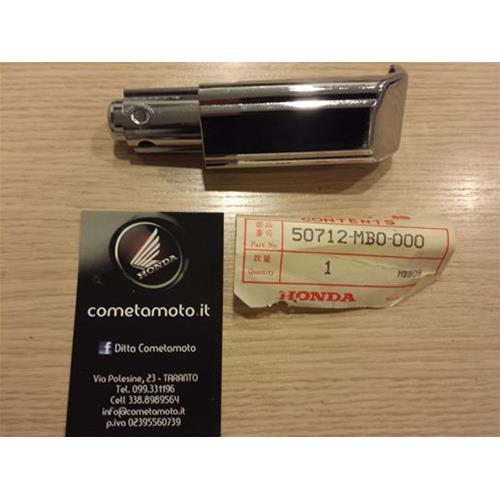 CONTENTS
部品
番号
Part No. 50712-MB0-000
数量
Quantity 1
MBB09
HONDA
HONDA
cometamoto.it
f Ditta Cometamoto
Via Polesine, 23 - TARANTO
Tel. 099.331196
Cell 338.8989564
info@cometamoto.it
p.iva 02395560739